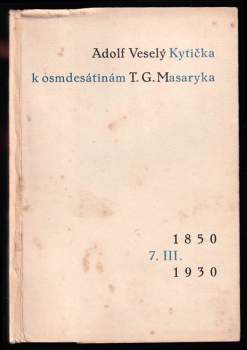 Adolf Veselý Kytička
k osmdesátinám T. G. Masaryka
1850
7. III.
1930